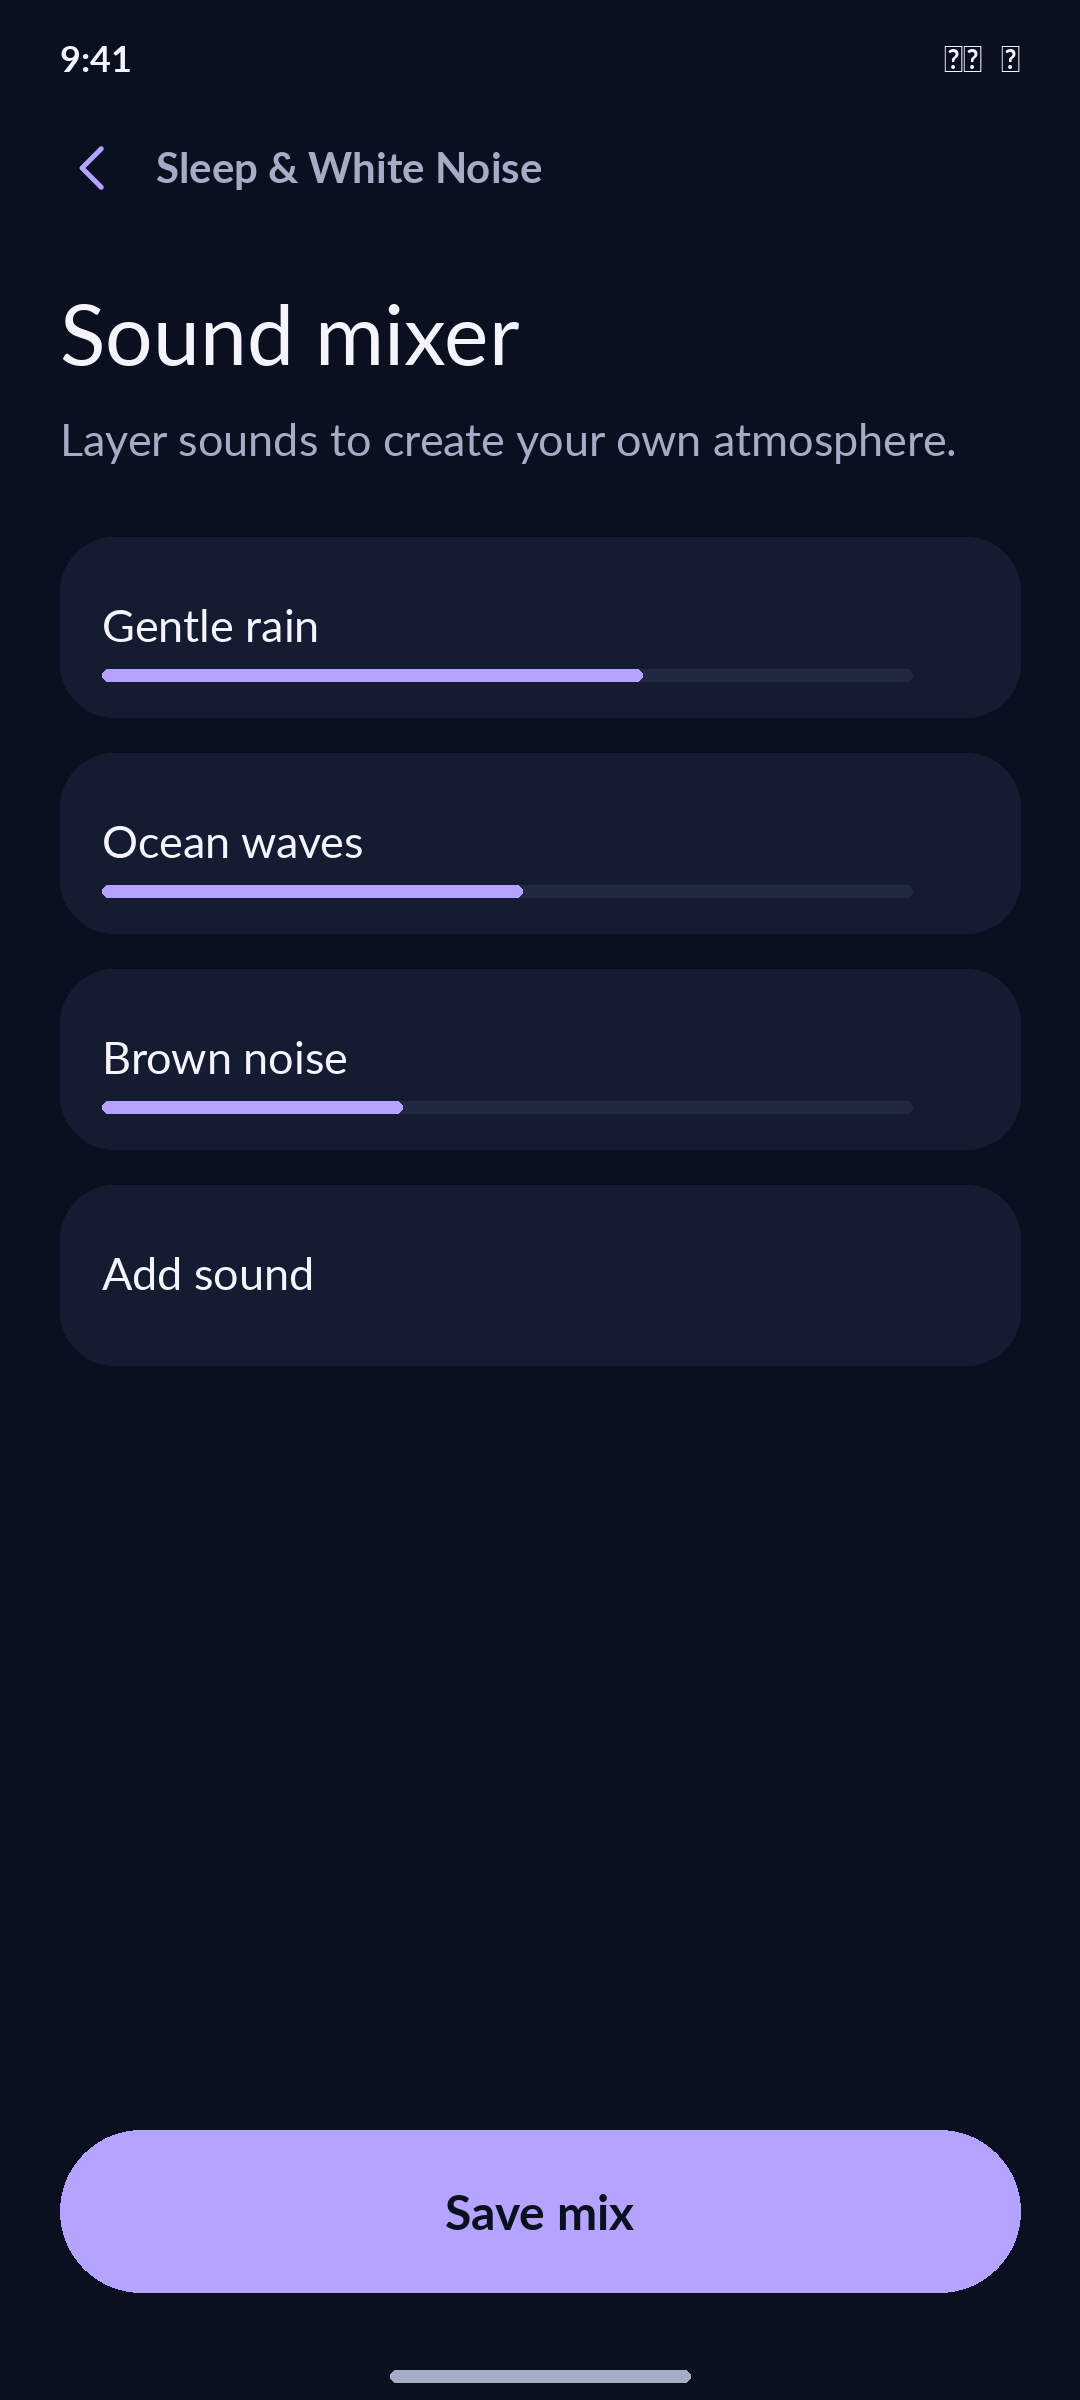 9:41
Sleep & White Noise
Sound mixer
Layer sounds to create your own atmosphere.
Gentle rain
Ocean waves
Brown noise
Add sound
Save mix